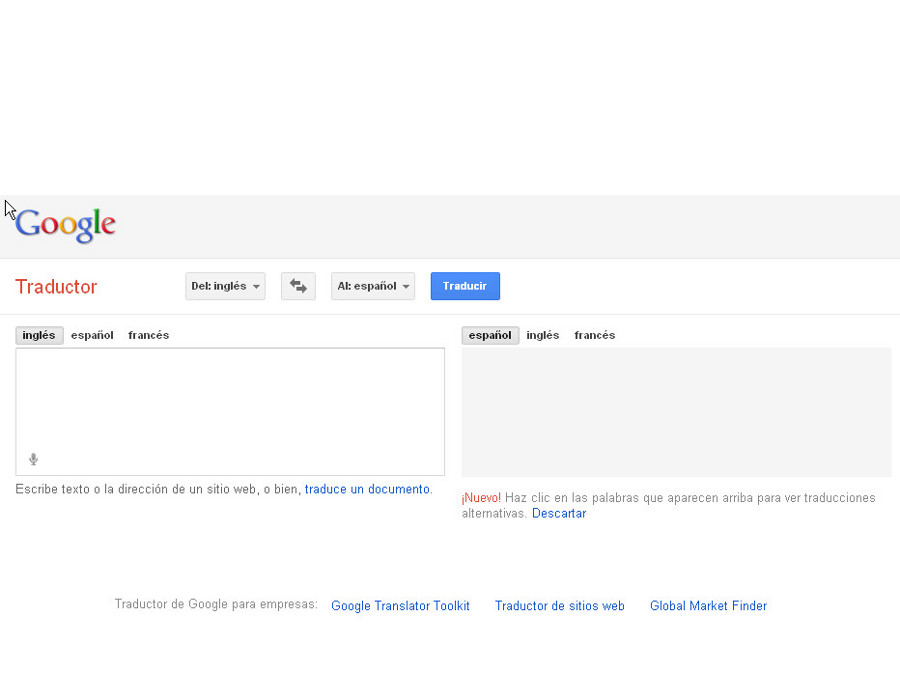 Google
Traductor
Del: inglés
Al: español
Traducir
inglés español francés
español inglés francés
Escribe texto o la dirección de un sitio web, o bien, traduce un documento.
¡Nuevo! Haz clic en las palabras que aparecen arriba para ver traducciones
alternativas. Descartar
Traductor de Google para empresas: Google Translator Toolkit Traductor de sitios web Global Market Finder